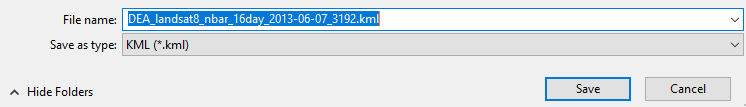 File name: DEA_landsat8_nbar_16day_2013-06-07_3192.kml
Save as type: KML (*.kml)
Hide Folders Save Cancel